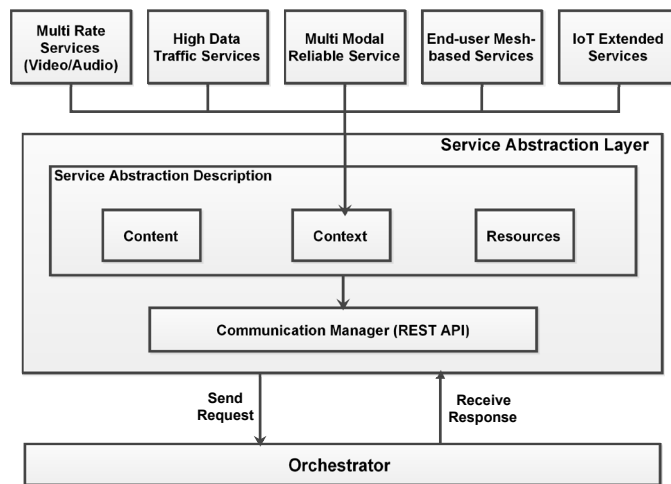 Multi Rate
Services
(Video/Audio)
High Data
Traffic Services
Multi Modal
Reliable Service
End-user Mesh-
based Services
IoT Extended
Services
Service Abstraction Layer
Service Abstraction Description
Content
Context
Resources
Communication Manager (REST API)
Send
Request
Receive
Response
Orchestrator